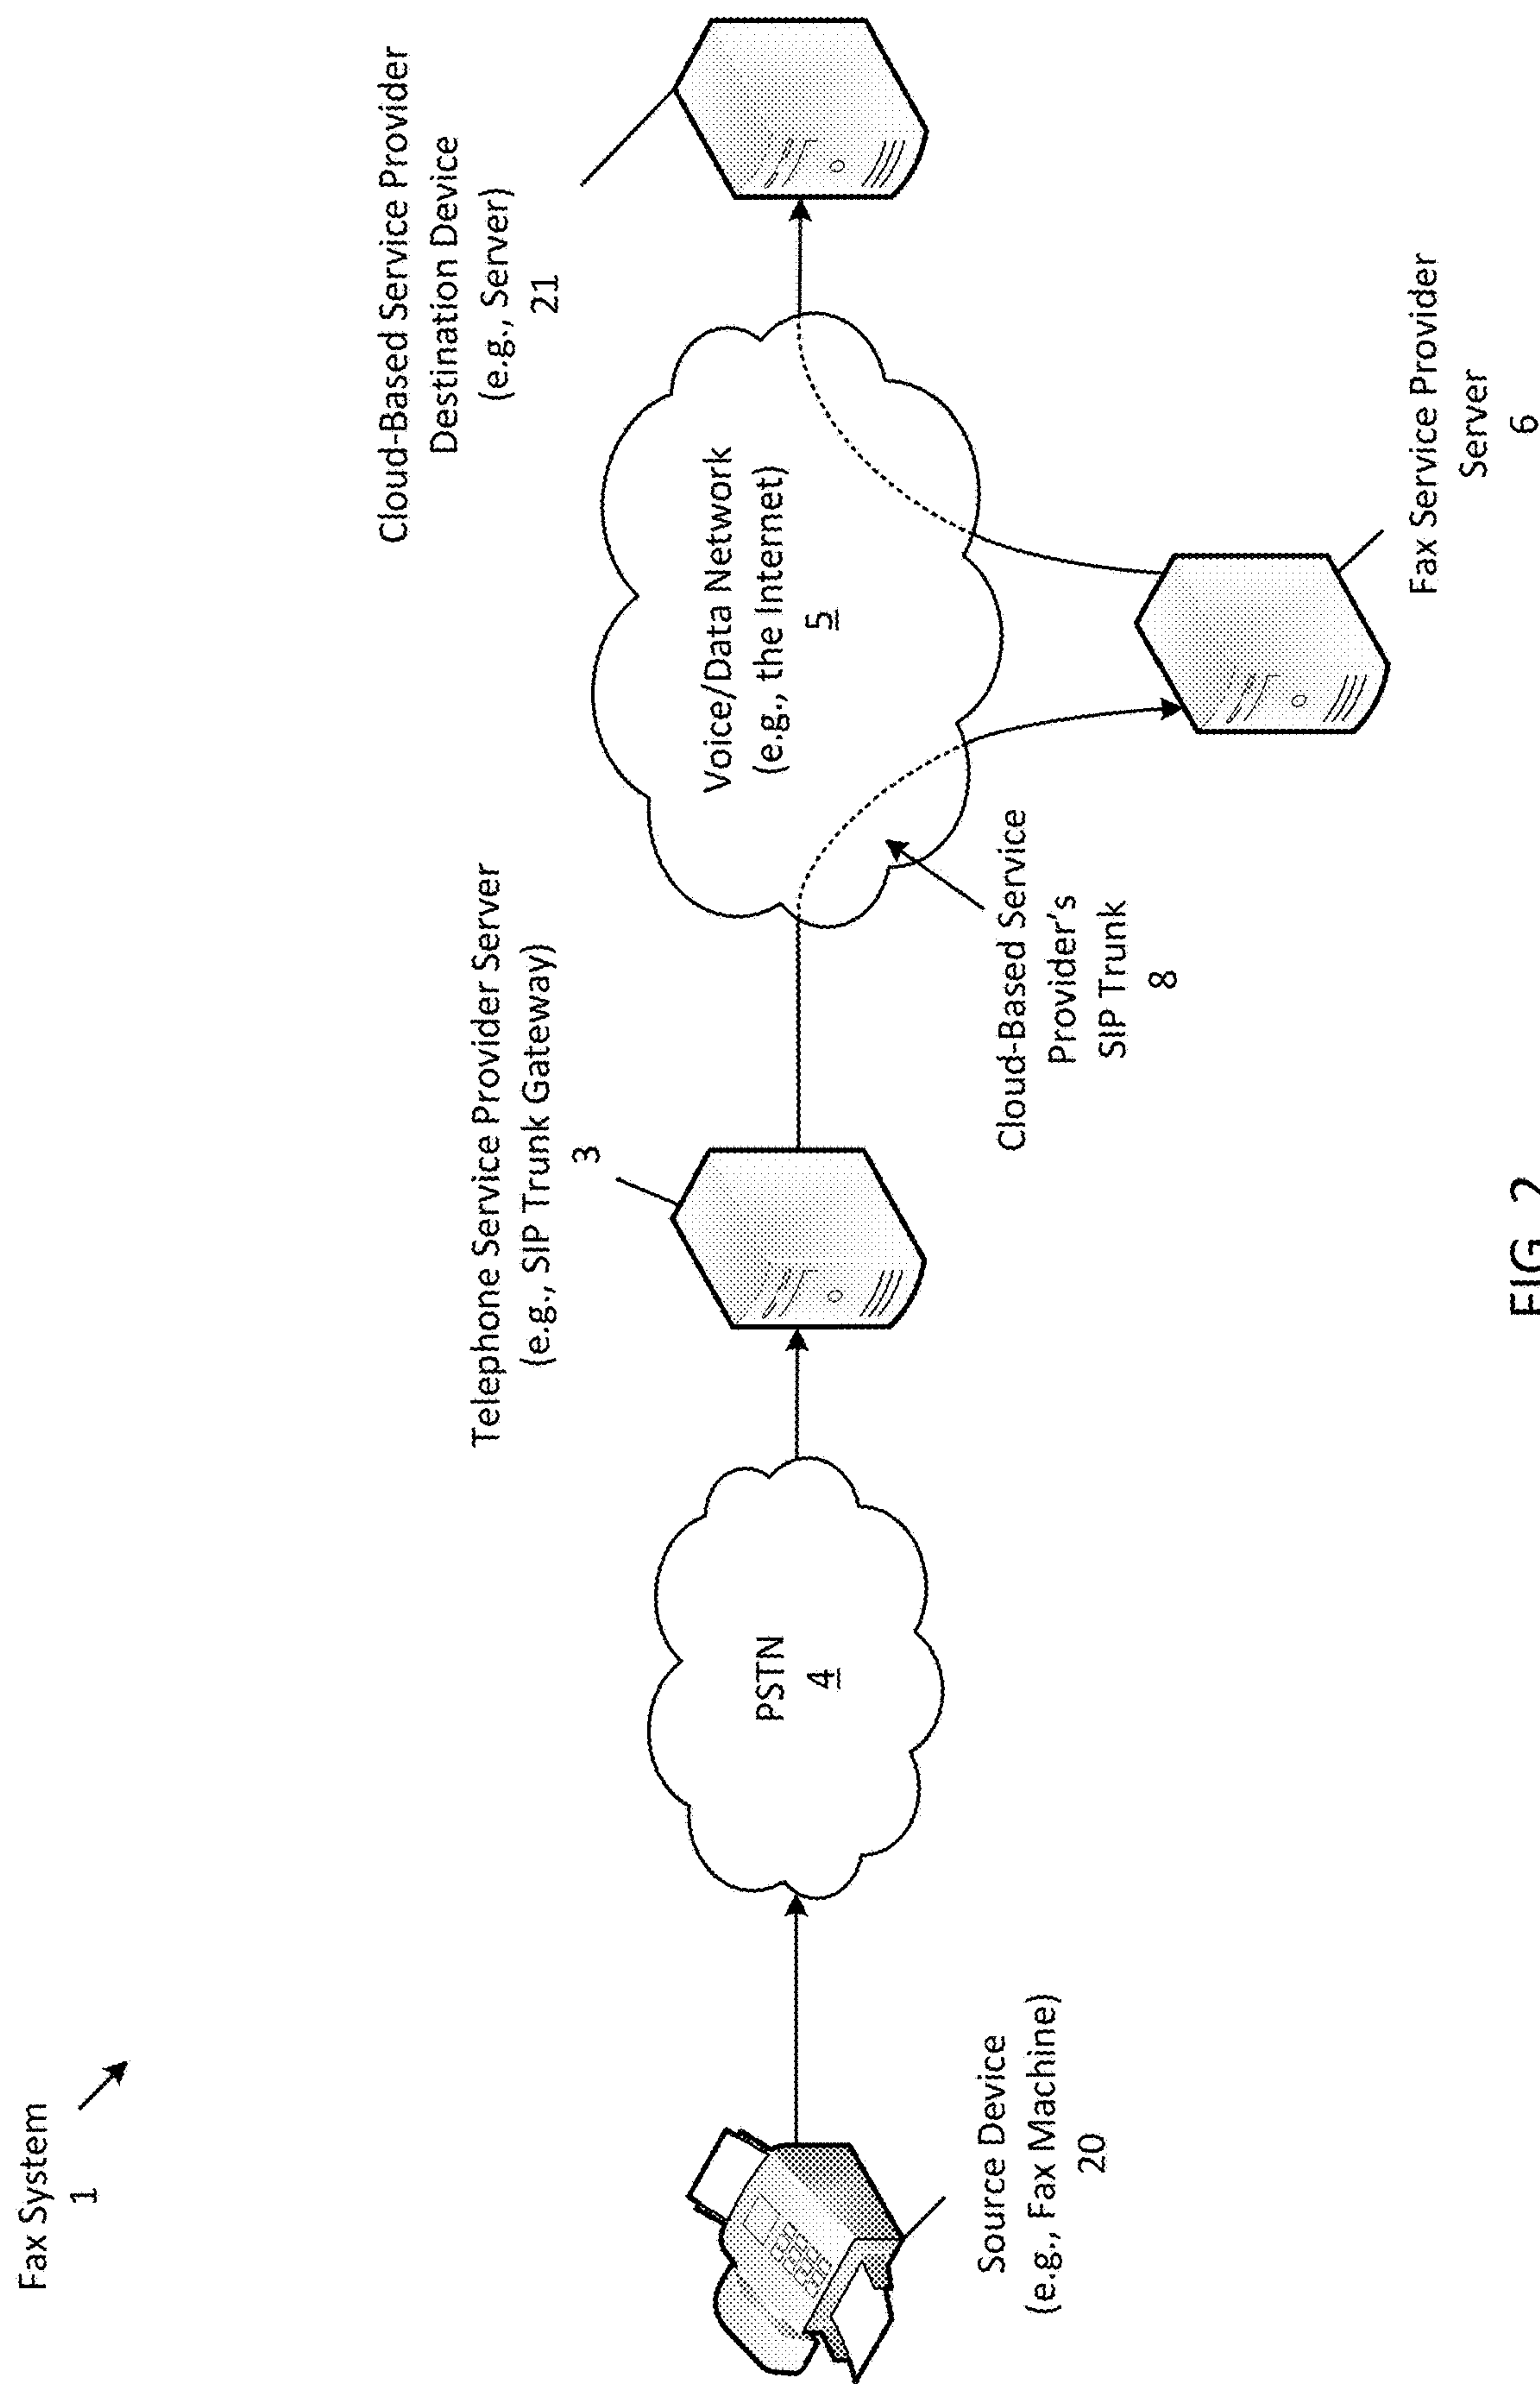 Fax System
1
Source Device
(e.g., Fax Machine)
20
PSTN
4
Telephone Service Provider Server
(e.g., SIP Trunk Gateway)
3
Cloud-Based Service
Provider's
SIP Trunk
8
Voice/Data Network
(e.g., the Internet)
5
Cloud-Based Service Provider
Destination Device
(e.g., Server)
21
Fax Service Provider
Server
6
FIG. 2